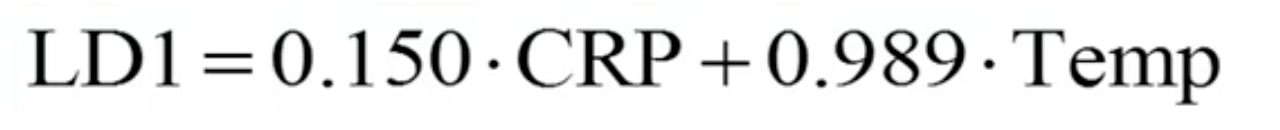 LD1 = 0.150 · CRP + 0.989 · Temp